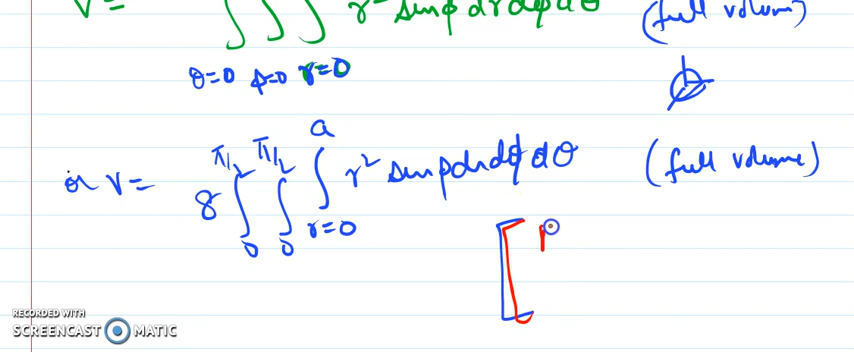 V = ∫ ∫ ∫ r² sinφ dr dφ dθ (full volume)
θ=0 φ=0 r=0
or V = 8 ∫₀^(π/2) ∫₀^(π/2) ∫_(r=0)^a r² sinφ dr dφ dθ (full volume)
[ r
RECORDED WITH
SCREENCAST MATIC